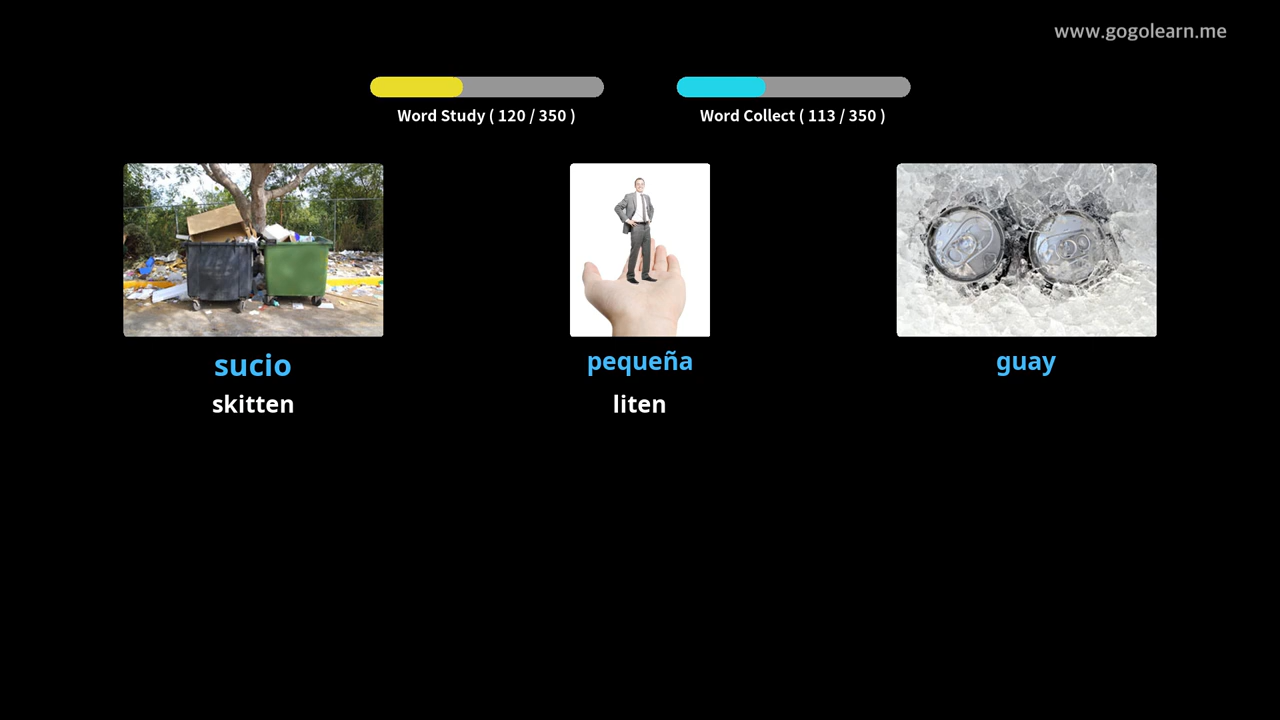 www.gogolearn.me
Word Study ( 120 / 350 )
Word Collect ( 113 / 350 )
sucio
pequeña
guay
skitten
liten